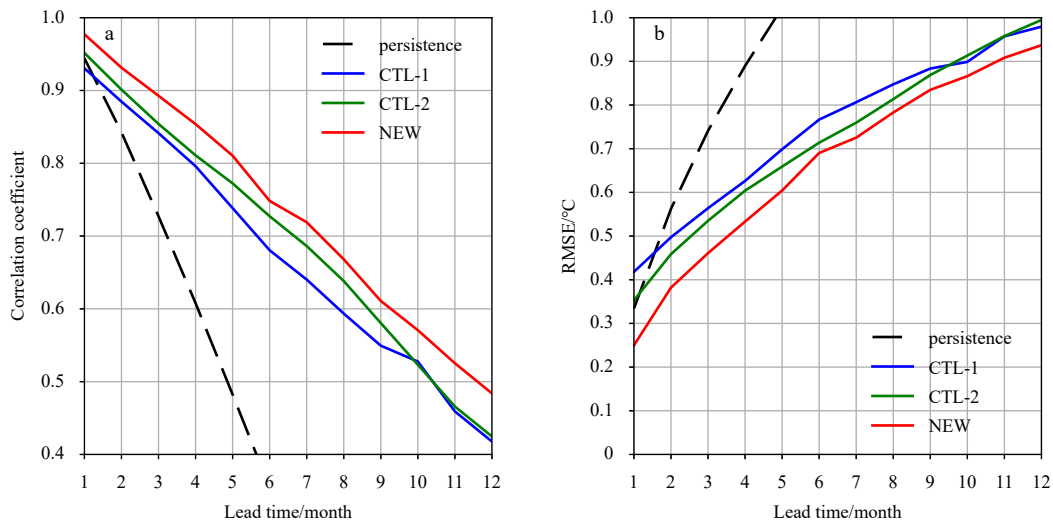 a
persistence
CTL-1
CTL-2
NEW
1.0
0.9
0.8
0.7
0.6
0.5
0.4
Correlation coefficient
1 2 3 4 5 6 7 8 9 10 11 12
Lead time/month
b
1.0
0.9
0.8
0.7
0.6
0.5
0.4
0.3
0.2
0.1
0
RMSE/°C
persistence
CTL-1
CTL-2
NEW
1 2 3 4 5 6 7 8 9 10 11 12
Lead time/month